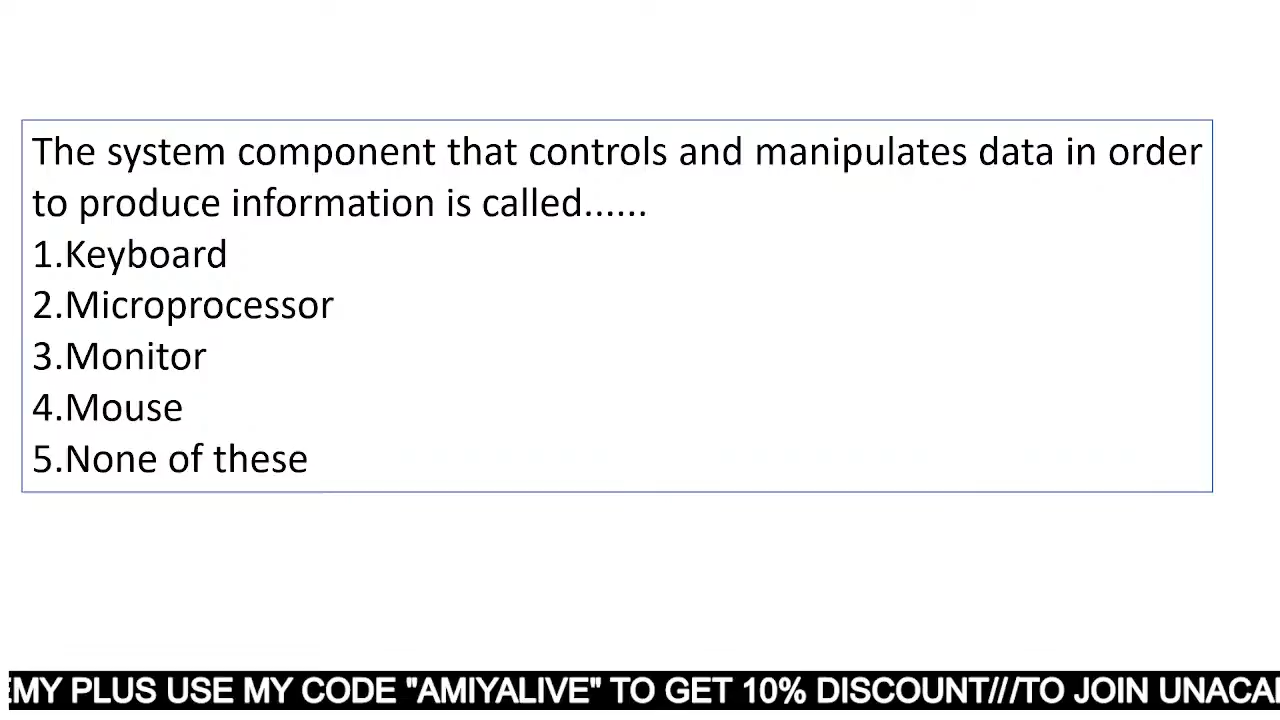 The system component that controls and manipulates data in order
to produce information is called......
1.Keyboard
2.Microprocessor
3.Monitor
4.Mouse
5.None of these
EMY PLUS USE MY CODE "AMIYALIVE" TO GET 10% DISCOUNT///TO JOIN UNACA